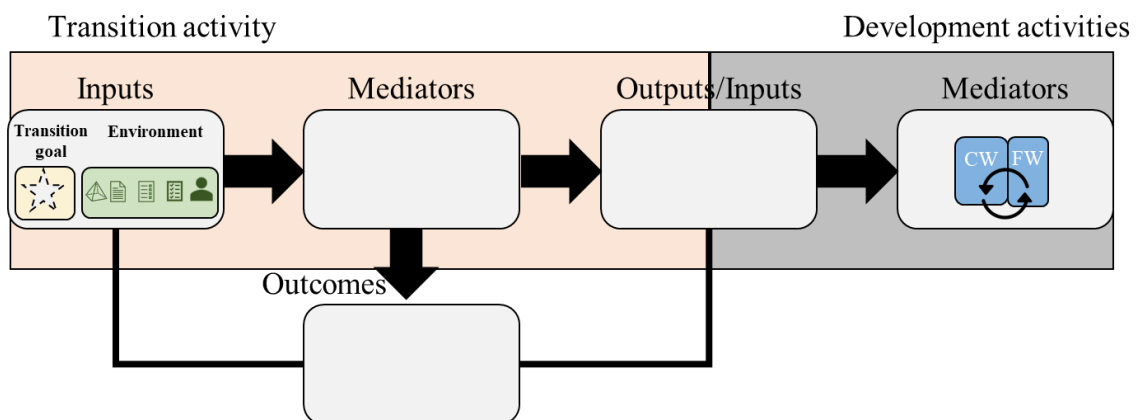 Transition activity
Development activities
Inputs
Mediators
Outputs/Inputs
Mediators
Transition
goal
Environment
CW
FW
Outcomes